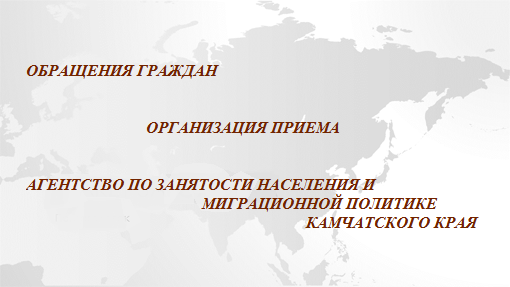 ОБРАЩЕНИЯ ГРАЖДАН
ОРГАНИЗАЦИЯ ПРИЕМА
АГЕНТСТВО ПО ЗАНЯТОСТИ НАСЕЛЕНИЯ И
МИГРАЦИОННОЙ ПОЛИТИКЕ
КАМЧАТСКОГО КРАЯ